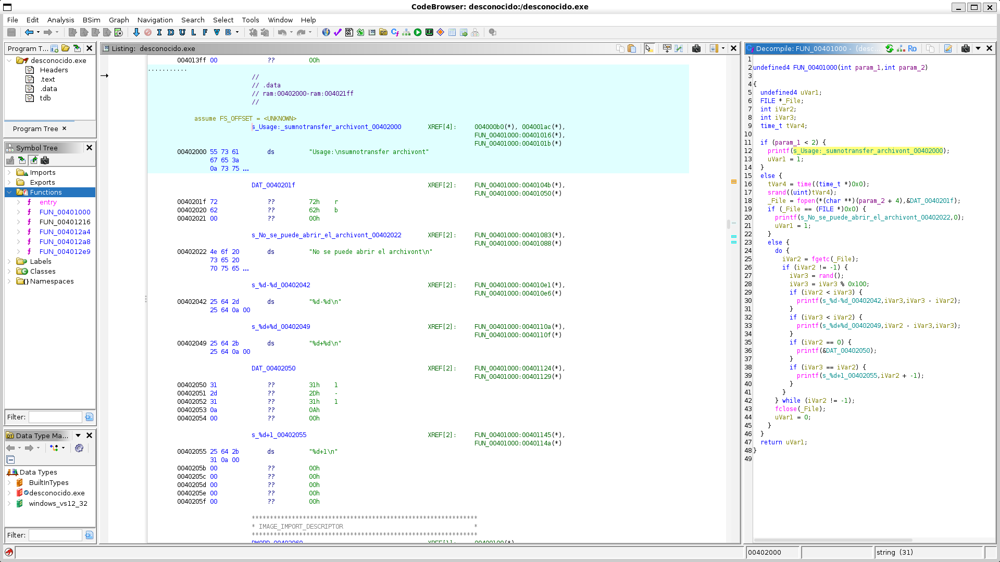 CodeBrowser: desconocido:/desconocido.exe
File Edit Analysis BSim Graph Navigation Search Select Tools Window Help
I D U L F V B
Program T...
desconocido.exe
Headers
.text
.data
tdb
Program Tree
Symbol Tree
Imports
Exports
Functions
entry
FUN_00401000
FUN_00401216
FUN_004012a4
FUN_004012a8
FUN_004012e9
Labels
Classes
Namespaces
Filter:
Data Type Ma...
Data Types
BuiltInTypes
desconocido.exe
windows_vs12_32
Filter:
Listing: desconocido.exe
004013ff 00 ?? 00h
//
// .data
// ram:00402000-ram:004021ff
//
assume FS_OFFSET = <UNKNOWN>
s_Usage:_sumnotransfer_archivont_00402000 XREF[4]: 004000b0(*), 004001ac(*),
FUN_00401000:00401016(*),
FUN_00401000:0040101b(*)
00402000 55 73 61 ds "Usage:\nsumnotransfer archivont"
67 65 3a
0a 73 75 ...
DAT_0040201f XREF[2]: FUN_00401000:0040104b(*),
FUN_00401000:00401050(*)
0040201f 72 ?? 72h r
00402020 62 ?? 62h b
00402021 00 ?? 00h
s_No_se_puede_abrir_el_archivont_00402022 XREF[2]: FUN_00401000:00401083(*),
FUN_00401000:00401088(*)
00402022 4e 6f 20 ds "No se puede abrir el archivont\n"
73 65 20
70 75 65 ...
s_%d-%d_00402042 XREF[2]: FUN_00401000:004010e1(*),
FUN_00401000:004010e6(*)
00402042 25 64 2d ds "%d-%d\n"
25 64 0a 00
s_%d+%d_00402049 XREF[2]: FUN_00401000:0040110a(*),
FUN_00401000:0040110f(*)
00402049 25 64 2b ds "%d+%d\n"
25 64 0a 00
DAT_00402050 XREF[2]: FUN_00401000:00401124(*),
FUN_00401000:00401129(*)
00402050 31 ?? 31h 1
00402051 2d ?? 2Dh -
00402052 31 ?? 31h 1
00402053 0a ?? 0Ah
00402054 00 ?? 00h
s_%d+1_00402055 XREF[2]: FUN_00401000:00401145(*),
FUN_00401000:0040114a(*)
00402055 25 64 2b ds "%d+1\n"
31 0a 00
0040205b 00 ?? 00h
0040205c 00 ?? 00h
0040205d 00 ?? 00h
0040205e 00 ?? 00h
0040205f 00 ?? 00h
**************************************************************
* IMAGE_IMPORT_DESCRIPTOR *
**************************************************************
DWORD_00402060 XREF[1]: 00400100(*)
Decompile: FUN_00401000 - (desc...
Ro
1
2 undefined4 FUN_00401000(int param_1,int param_2)
3
4 {
5 undefined4 uVar1;
6 FILE *_File;
7 int iVar2;
8 int iVar3;
9 time_t tVar4;
10
11 if (param_1 < 2) {
12 printf(s_Usage:_sumnotransfer_archivont_00402000);
13 uVar1 = 1;
14 }
15 else {
16 tVar4 = time((time_t *)0x0);
17 srand((uint)tVar4);
18 _File = fopen(*(char **)(param_2 + 4),&DAT_0040201f);
19 if (_File == (FILE *)0x0) {
20 printf(s_No_se_puede_abrir_el_archivont_00402022,0);
21 uVar1 = 1;
22 }
23 else {
24 do {
25 iVar2 = fgetc(_File);
26 if (iVar2 != -1) {
27 iVar3 = rand();
28 iVar3 = iVar3 % 0x100;
29 if (iVar2 < iVar3) {
30 printf(s_%d-%d_00402042,iVar3,iVar3 - iVar2);
31 }
32 if (iVar3 < iVar2) {
33 printf(s_%d+%d_00402049,iVar2 - iVar3,iVar3);
34 }
35 if (iVar2 == 0) {
36 printf(&DAT_00402050);
37 }
38 if (iVar3 == iVar2) {
39 printf(s_%d+1_00402055,iVar2 + -1);
40 }
41 }
42 } while (iVar2 != -1);
43 fclose(_File);
44 uVar1 = 0;
45 }
46 }
47 return uVar1;
48 }
49
00402000
string (31)